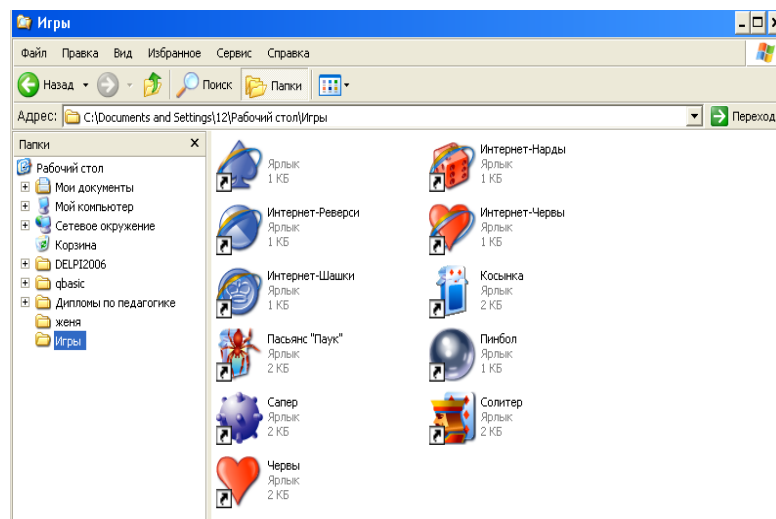 Игры
Файл Правка Вид Избранное Сервис Справка
Назад Поиск Папки
Адрес: C:\Documents and Settings\12\Рабочий стол\Игры Переход
Папки
Рабочий стол
Мои документы
Мой компьютер
Сетевое окружение
Корзина
DELPI2006
qbasic
Дипломы по педагогике
женя
Игры
Ярлык
1 КБ
Интернет-Нарды
Ярлык
1 КБ
Интернет-Реверси
Ярлык
1 КБ
Интернет-Червы
Ярлык
1 КБ
Интернет-Шашки
Ярлык
1 КБ
Косынка
Ярлык
2 КБ
Пасьянс "Паук"
Ярлык
2 КБ
Пинбол
Ярлык
1 КБ
Сапер
Ярлык
2 КБ
Солитер
Ярлык
2 КБ
Червы
Ярлык
2 КБ